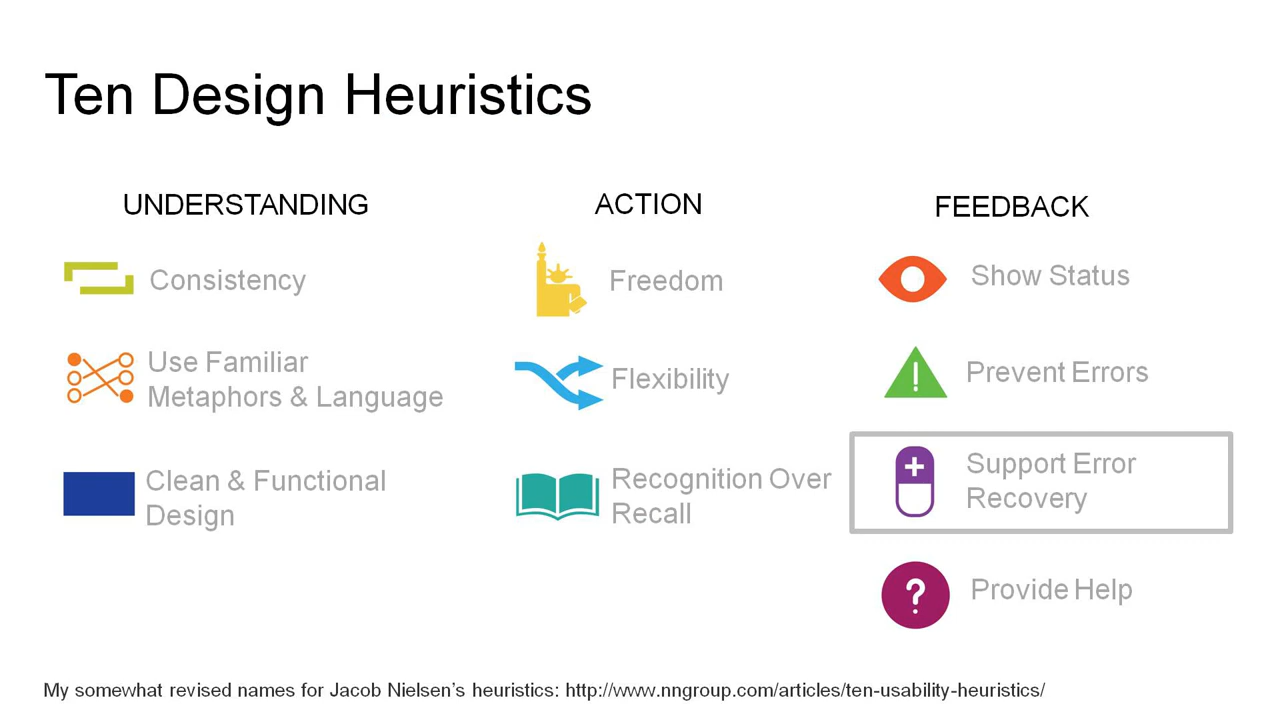 Ten Design Heuristics
UNDERSTANDING
Consistency
Use Familiar
Metaphors & Language
Clean & Functional
Design
ACTION
Freedom
Flexibility
Recognition Over
Recall
FEEDBACK
Show Status
Prevent Errors
Support Error
Recovery
Provide Help
My somewhat revised names for Jacob Nielsen's heuristics: http://www.nngroup.com/articles/ten-usability-heuristics/